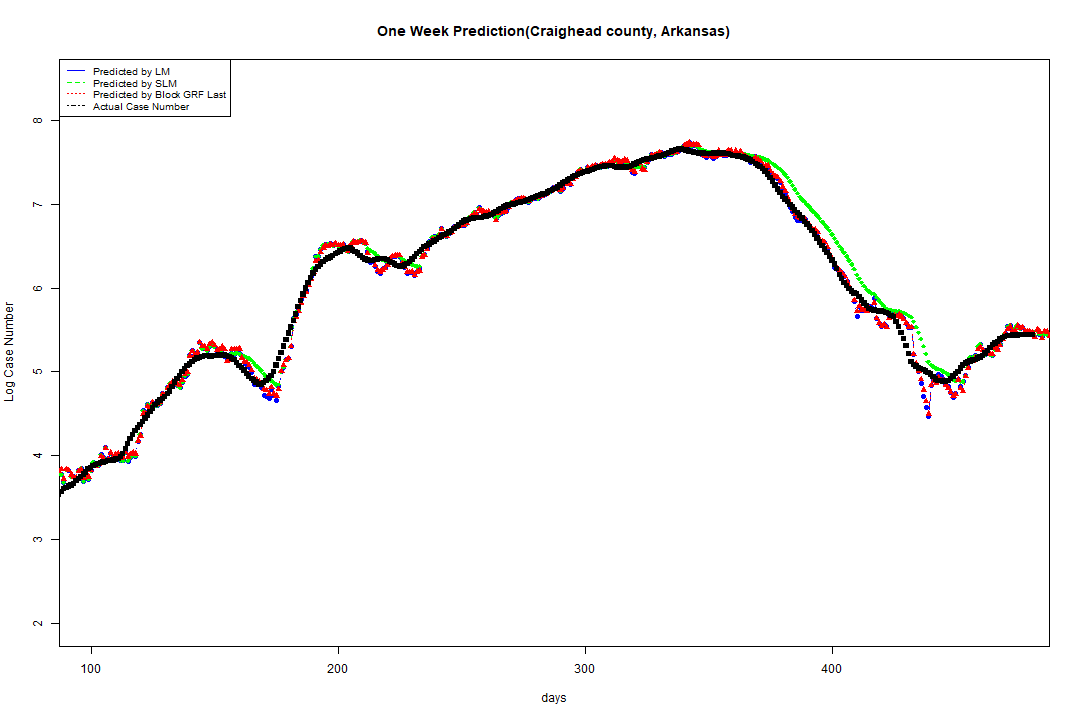 One Week Prediction(Craighead county, Arkansas)
Predicted by LM
Predicted by SLM
Predicted by Block GRF Last
Actual Case Number
8
7
6
5
4
3
2
Log Case Number
100 200 300 400
days